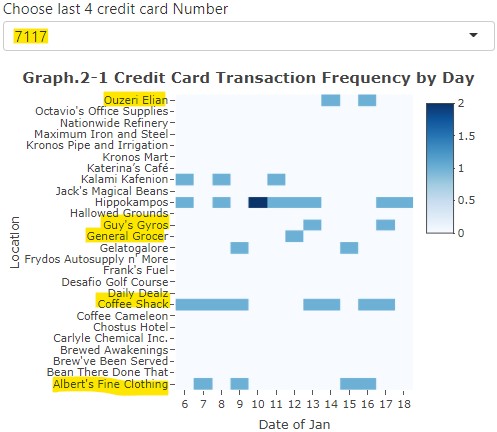 Choose last 4 credit card Number
7117
Graph.2-1 Credit Card Transaction Frequency by Day
Ouzeri Elian
Octavio's Office Supplies
Nationwide Refinery
Maximum Iron and Steel
Kronos Pipe and Irrigation
Kronos Mart
Katerina's Café
Kalami Kafenion
Jack's Magical Beans
Hippokampos
Hallowed Grounds
Guy's Gyros
General Grocer
Gelatogalore
Frydos Autosupply n' More
Frank's Fuel
Desafio Golf Course
Daily Dealz
Coffee Shack
Coffee Cameleon
Chostus Hotel
Carlyle Chemical Inc.
Brewed Awakenings
Brew've Been Served
Bean There Done That
Albert's Fine Clothing
Location
6 7 8 9 10 11 12 13 14 15 16 17 18
Date of Jan
2
1.5
1
0.5
0